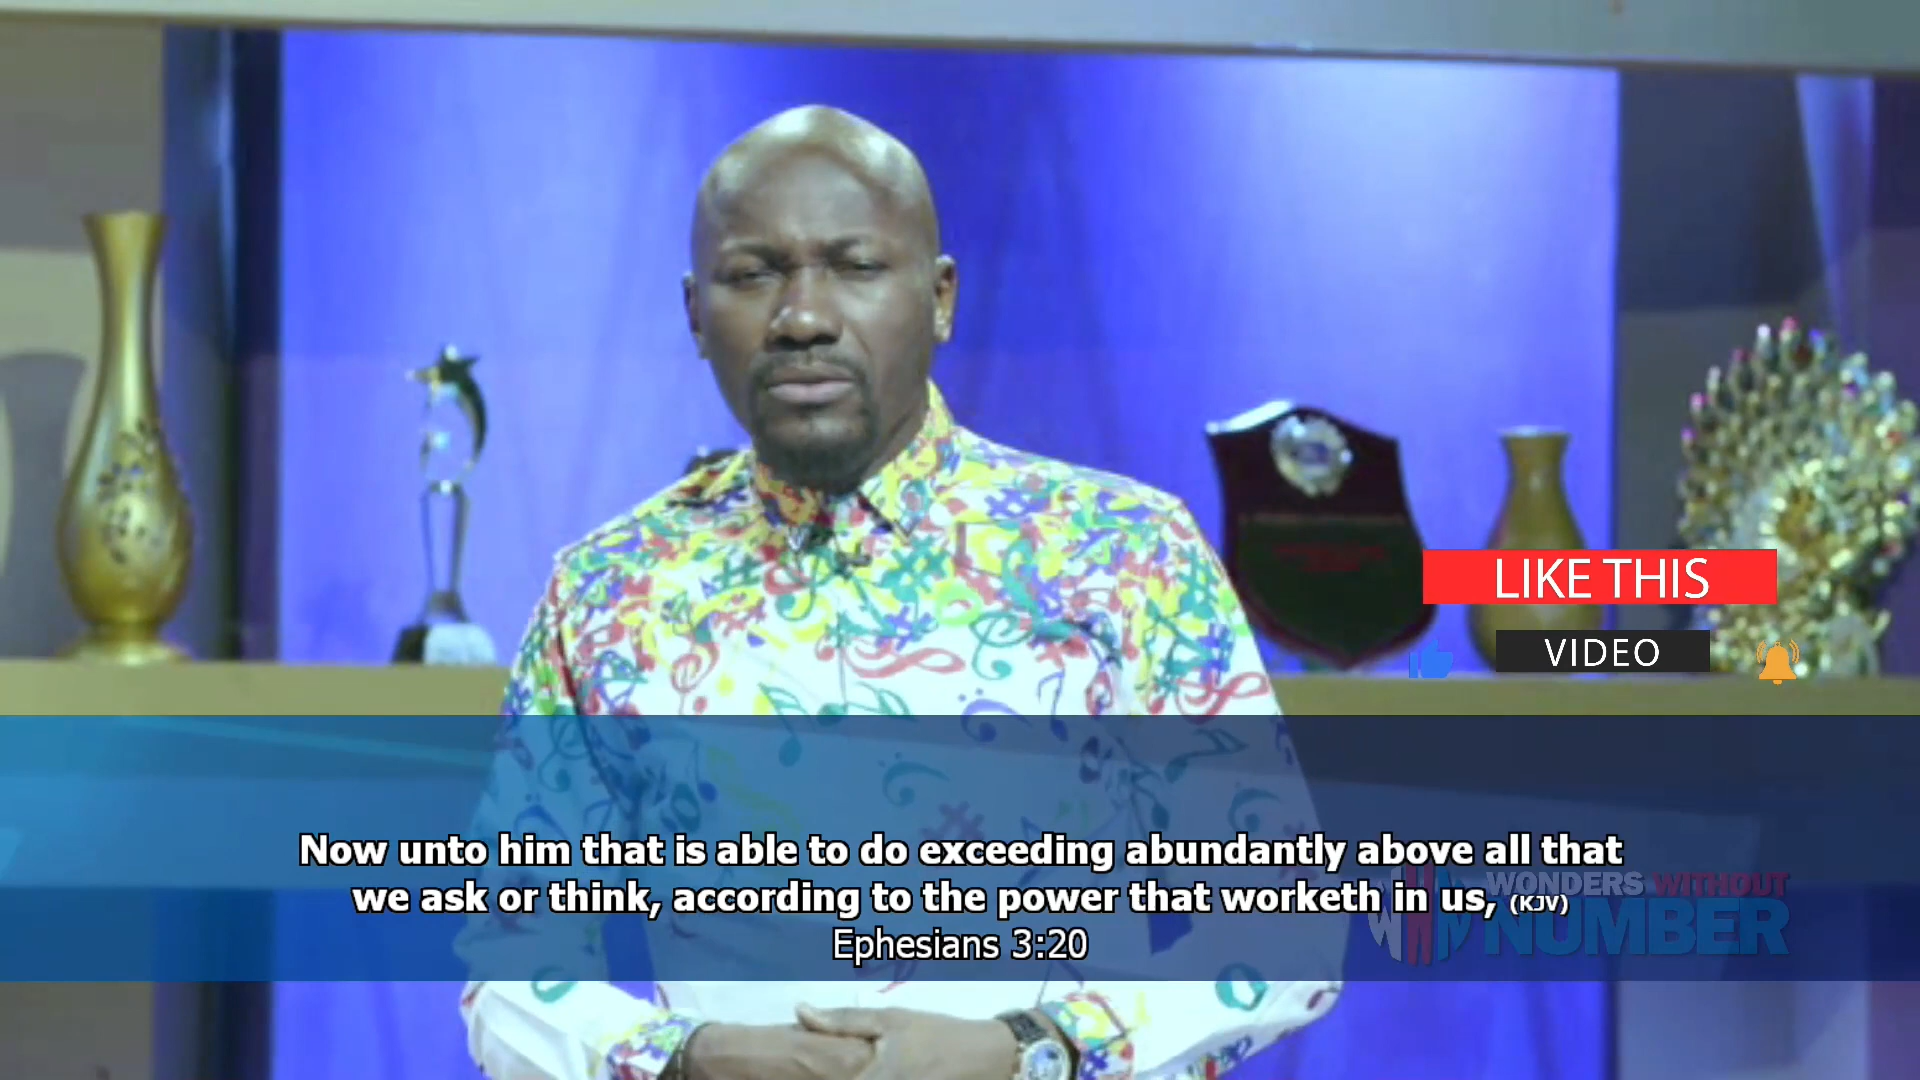 LIKE THIS
VIDEO
Now unto him that is able to do exceeding abundantly above all that
we ask or think, according to the power that worketh in us, (KJV)
Ephesians 3:20
WONDERS WITHOUT
NUMBER